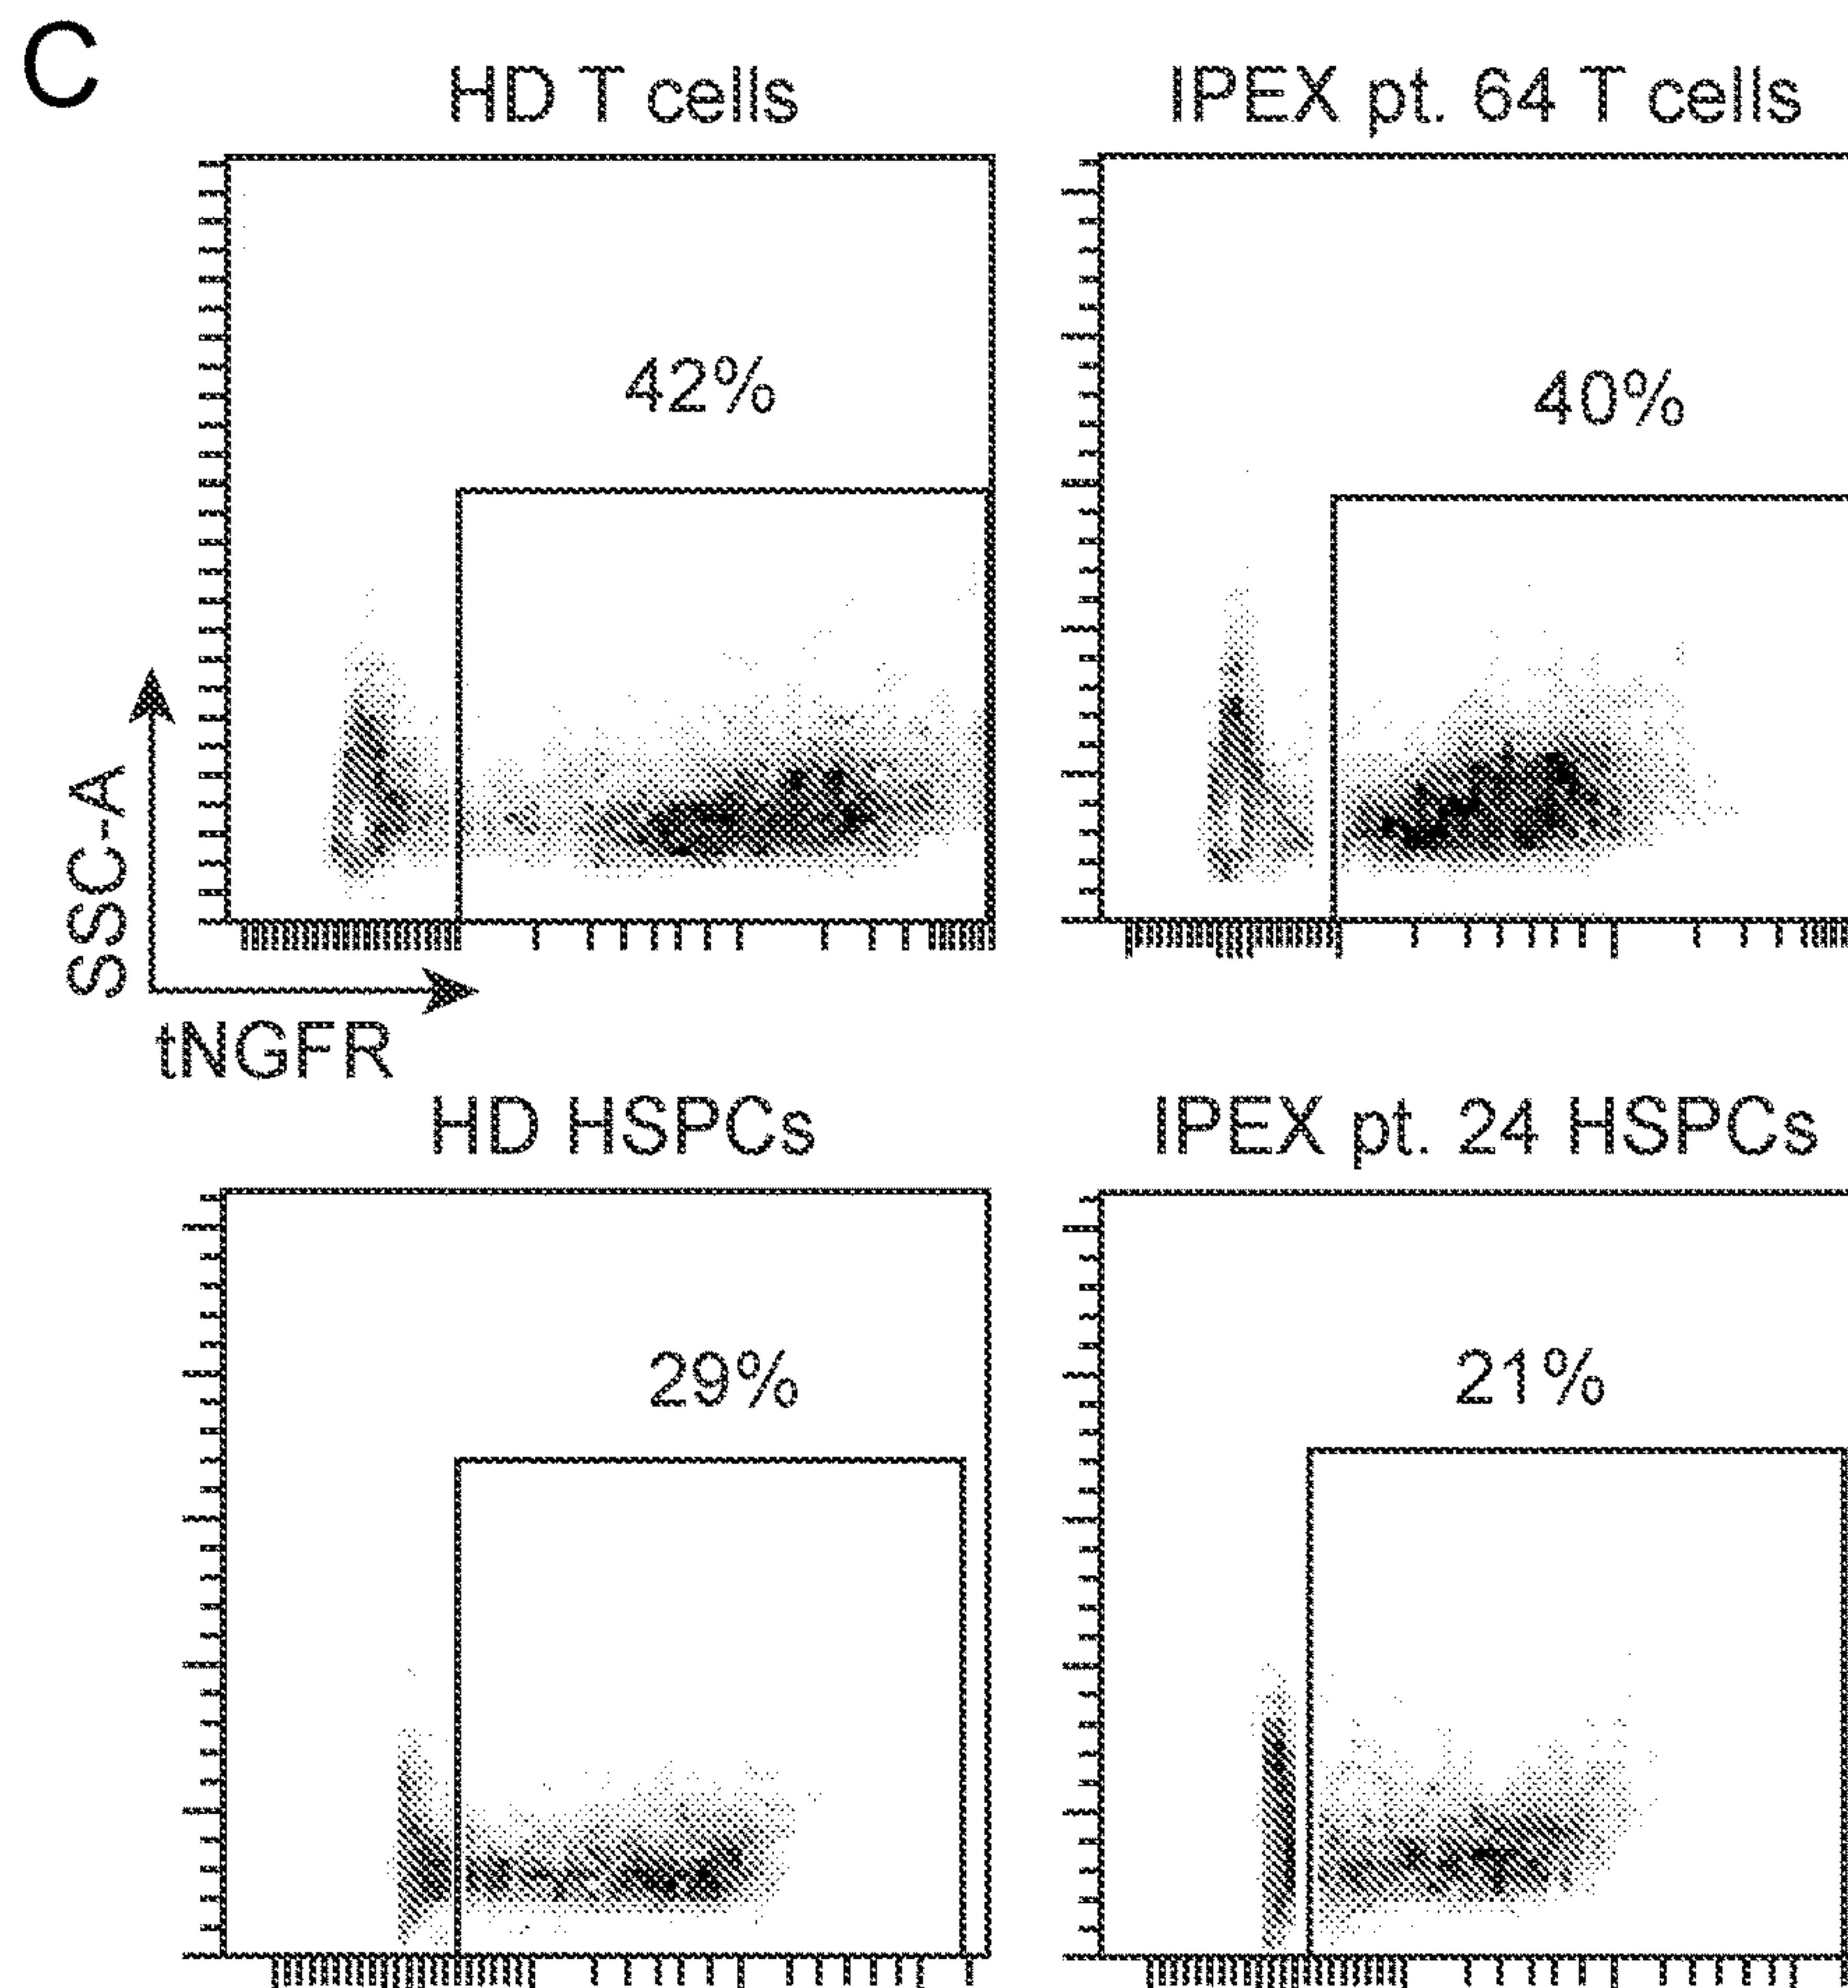 C
HD T cells
IPEX pt. 64 T cells
42%
40%
SSC-A
tNGFR
HD HSPCs
IPEX pt. 24 HSPCs
29%
21%